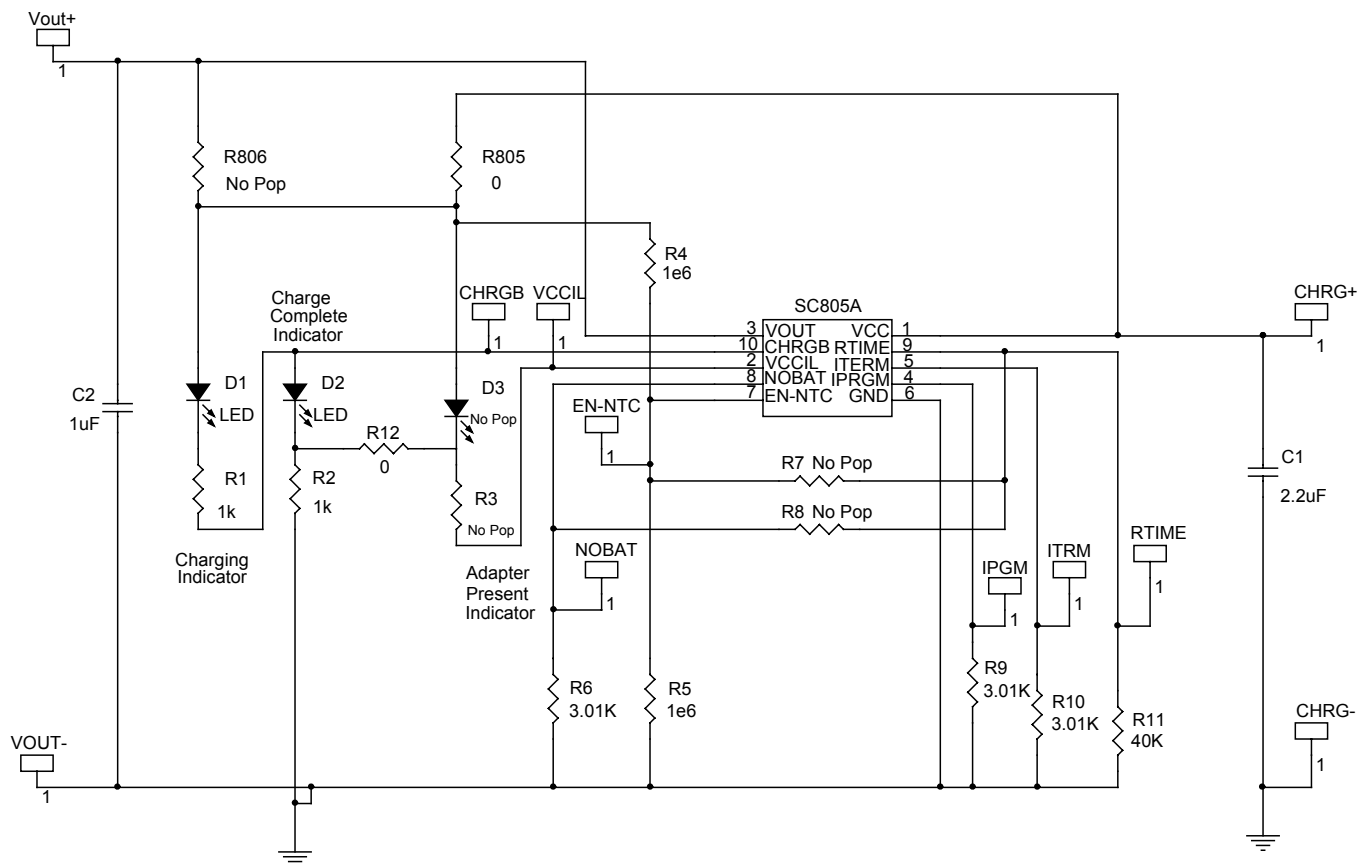 Vout+
1
R806
No Pop
R805
0
R4
1e6
SC805A
CHRG+
1
CHRGB
1
VCCIL
1
Charge
Complete
Indicator
3 VOUT VCC 1
10 CHRGB RTIME 9
2 VCCIL ITERM 5
8 NOBAT IPRGM 4
7 EN-NTC GND 6
C2
1uF
D1
LED
D2
LED
D3
No Pop
EN-NTC
1
R12
0
R1
1k
R2
1k
R3
No Pop
R7 No Pop
R8 No Pop
C1
2.2uF
Charging
Indicator
Adapter
Present
Indicator
NOBAT
1
IPGM
1
ITRM
1
RTIME
1
R6
3.01K
R5
1e6
R9
3.01K
R10
3.01K
R11
40K
VOUT-
1
CHRG-
1